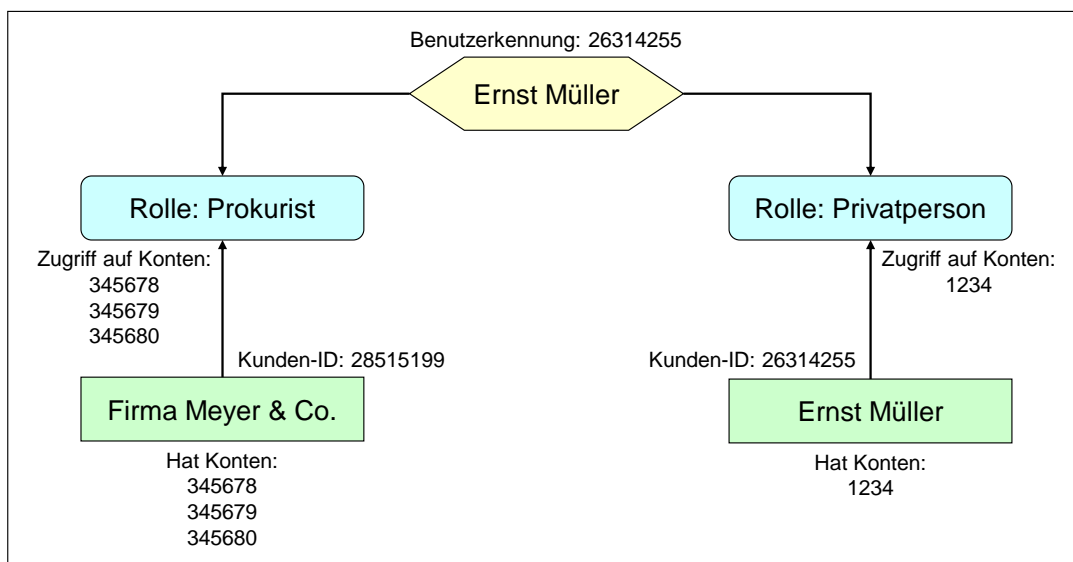 Benutzerkennung: 26314255
Ernst Müller
Rolle: Prokurist
Rolle: Privatperson
Zugriff auf Konten:
345678
345679
345680
Zugriff auf Konten:
1234
Kunden-ID: 28515199
Kunden-ID: 26314255
Firma Meyer & Co.
Ernst Müller
Hat Konten:
345678
345679
345680
Hat Konten:
1234